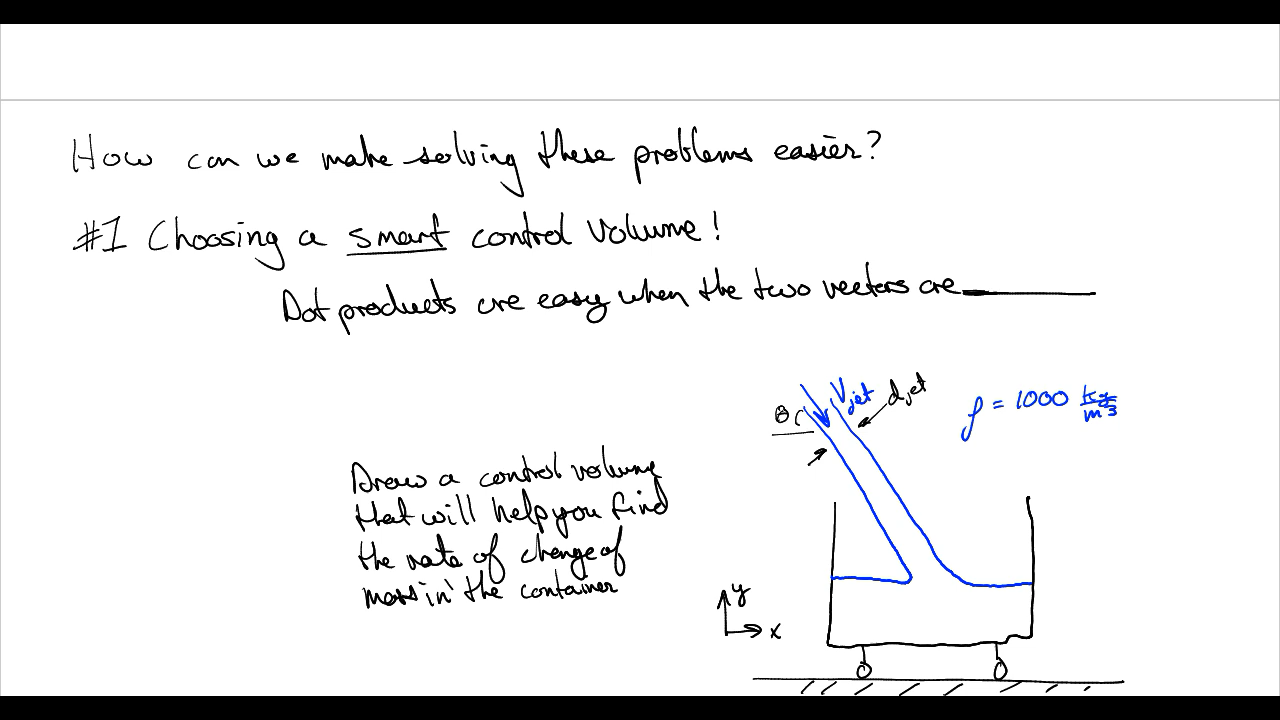 How can we make solving these problems easier?
#1 Choosing a smart control volume!
Dot products are easy when the two vectors are
V jet
d jet
θ
ρ = 1000 kg/m³
Draw a control volume
that will help you find
the rate of change of
mass in the container
y
x